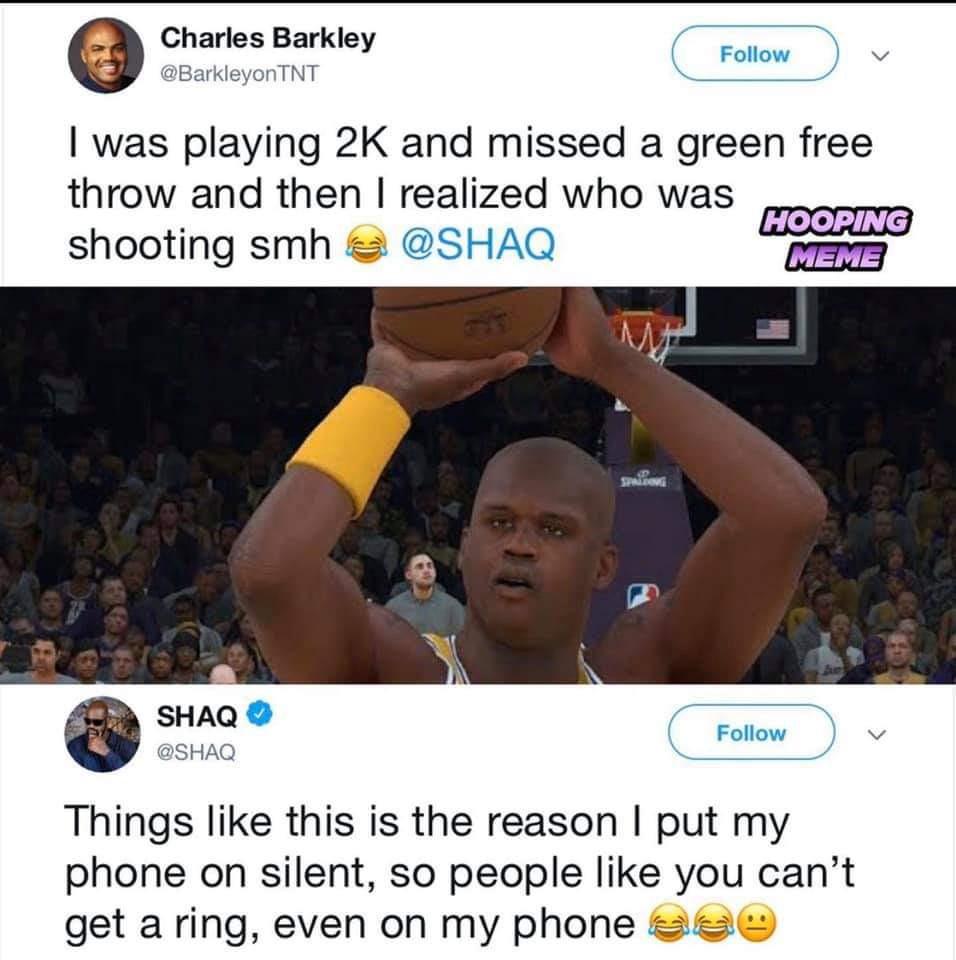 Charles Barkley
@BarkleyonTNT
Follow
I was playing 2K and missed a green free
throw and then I realized who was
shooting smh 😂 @SHAQ
HOOPING
MEME
SPALDING
SHAQ
@SHAQ
Follow
Things like this is the reason I put my
phone on silent, so people like you can’t
get a ring, even on my phone 😂😂😐